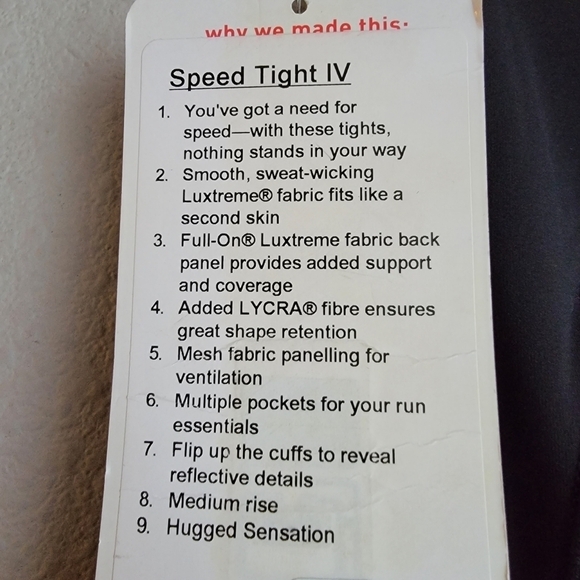 why we made this:
Speed Tight IV
1. You've got a need for
speed—with these tights,
nothing stands in your way
2. Smooth, sweat-wicking
Luxtreme® fabric fits like a
second skin
3. Full-On® Luxtreme fabric back
panel provides added support
and coverage
4. Added LYCRA® fibre ensures
great shape retention
5. Mesh fabric panelling for
ventilation
6. Multiple pockets for your run
essentials
7. Flip up the cuffs to reveal
reflective details
8. Medium rise
9. Hugged Sensation